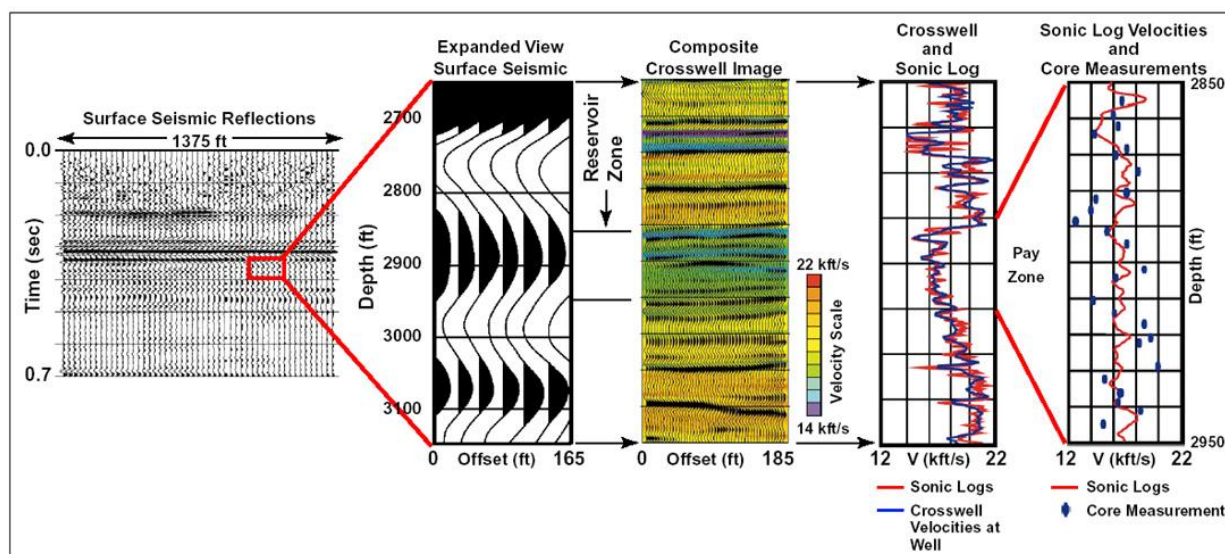 Surface Seismic Reflections
1375 ft
0.0
Time (sec)
0.7
Expanded View
Surface Seismic
Depth (ft)
2700
2800
2900
3000
3100
0 Offset (ft) 165
Reservoir
Zone
Composite
Crosswell Image
0 Offset (ft) 185
22 kft/s
Velocity Scale
14 kft/s
Crosswell
and
Sonic Log
12 V (kft/s) 22
Sonic Logs
Crosswell
Velocities at
Well
Pay
Zone
Sonic Log Velocities
and
Core Measurements
2850
Depth (ft)
2950
12 V (kft/s) 22
Sonic Logs
Core Measurement